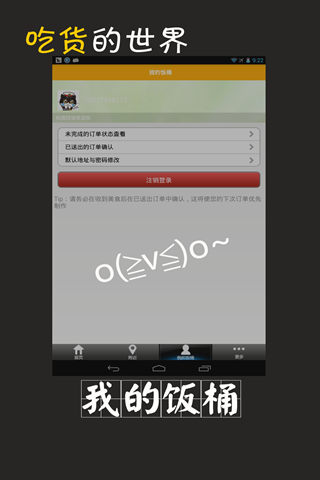 吃货的世界
9:22
我的饭桶
未完成的订单状态查看
已送出的订单确认
默认地址与密码修改
注销登录
Tip：请务必在收到美食后在已送出订单中确认，这将使您的下次订单优先
制作
o(≧v≦)o~
首页 附近 我的饭桶 更多
我的饭桶